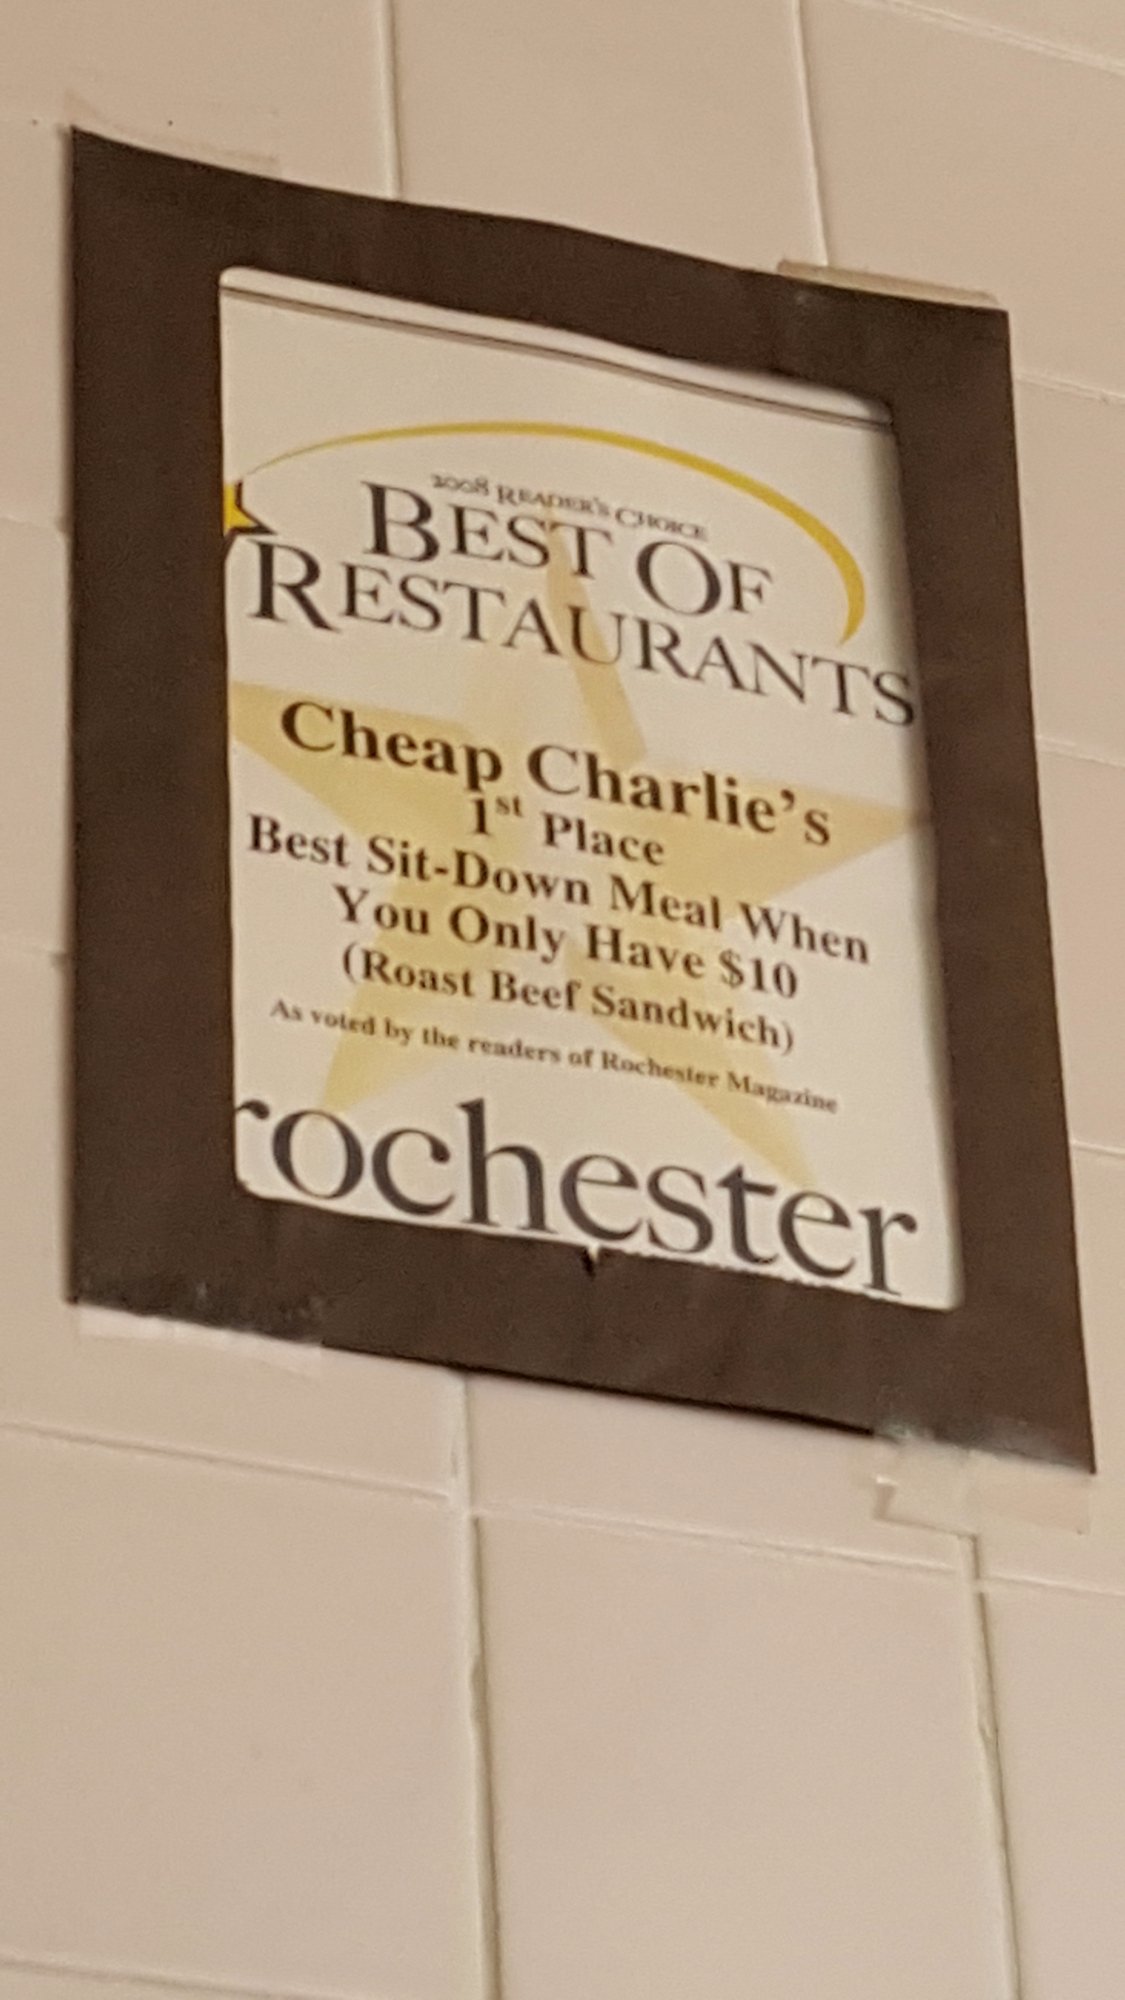 2008 READER'S CHOICE
BEST OF
RESTAURANTS
Cheap Charlie's
1st Place
Best Sit-Down Meal When
You Only Have $10
(Roast Beef Sandwich)
As voted by the readers of Rochester Magazine
rochester